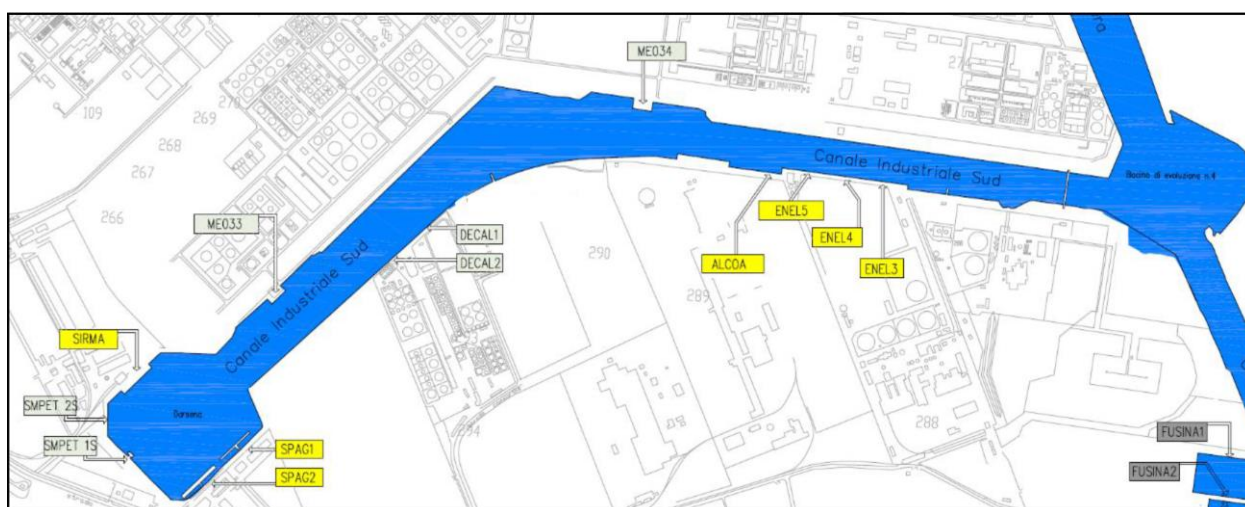 ME034
109
269
268
267
266
Canale Industriale Sud
Bacino di evoluzione n.4
ENEL5
ENEL4
ENEL3
ALCOA
ME033
DECAL1
DECAL2
290
289
Canale Industriale Sud
SIRMA
SMPET 2S
Darsena
SMPET 1S
SPAG1
SPAG2
294
288
FUSINA1
FUSINA2